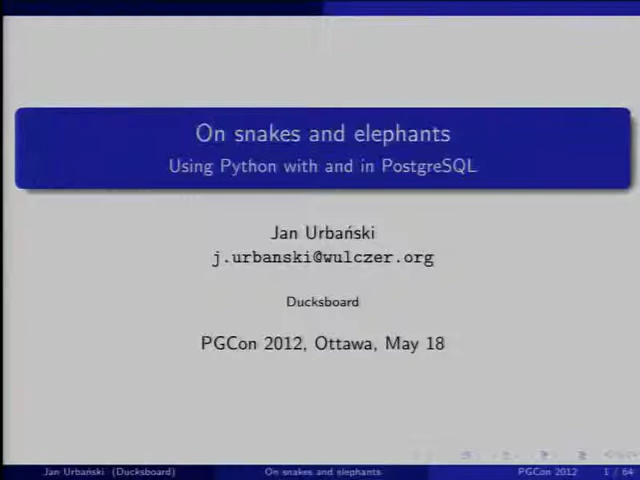 On snakes and elephants
Using Python with and in PostgreSQL
Jan Urbański
j.urbanski@wulczer.org
Ducksboard
PGCon 2012, Ottawa, May 18
Jan Urbański (Ducksboard) On snakes and elephants PGCon 2012 1 / 64